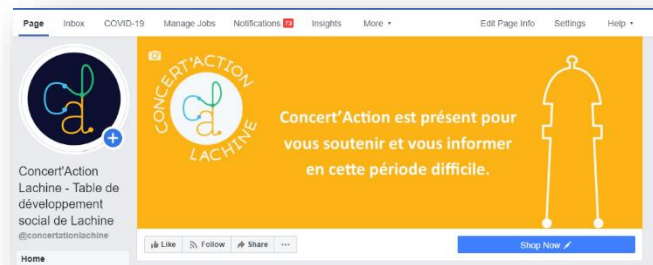 Page Inbox COVID-19 Manage Jobs Notifications 73 Insights More Edit Page Info Settings Help
CONCERT'ACTION
LACHINE
Concert'Action est présent pour
vous soutenir et vous informer
en cette période difficile.
Concert'Action
Lachine - Table de
développement
social de Lachine
@concertationlachine
Like Follow Share ...
Shop Now
Home